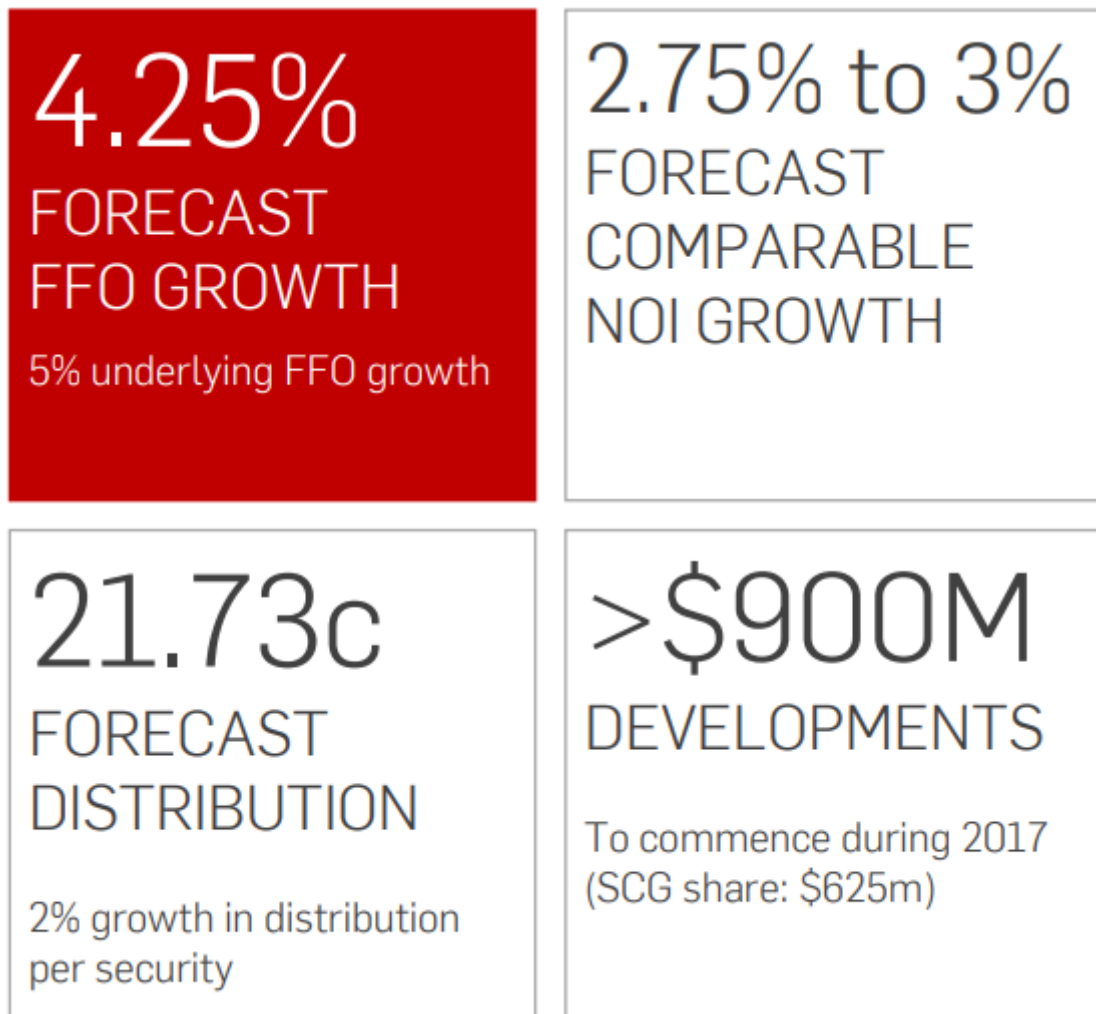 4.25%
FORECAST
FFO GROWTH
5% underlying FFO growth
2.75% to 3%
FORECAST
COMPARABLE
NOI GROWTH
21.73c
FORECAST
DISTRIBUTION
2% growth in distribution
per security
>$900M
DEVELOPMENTS
To commence during 2017
(SCG share: $625m)